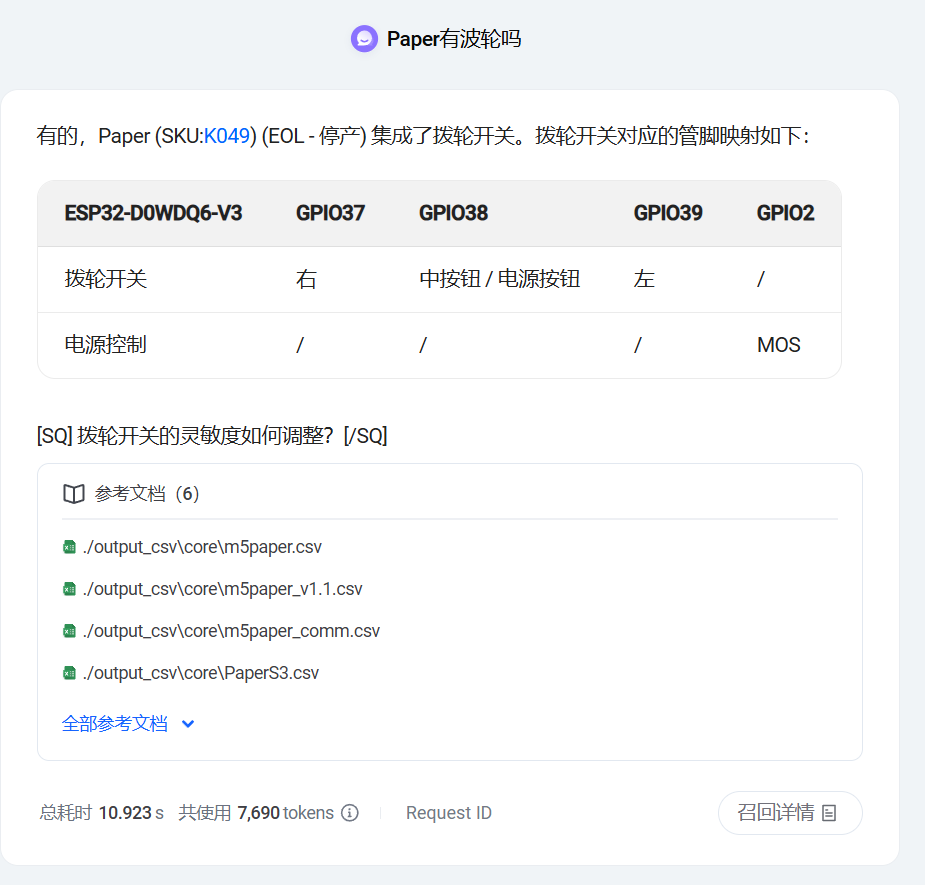 Paper有波轮吗
有的，Paper (SKU:K049) (EOL - 停产) 集成了拨轮开关。拨轮开关对应的管脚映射如下：
ESP32-D0WDQ6-V3 GPIO37 GPIO38 GPIO39 GPIO2
拨轮开关 右 中按钮 / 电源按钮 左 /
电源控制 / / / MOS
[SQ] 拨轮开关的灵敏度如何调整？[/SQ]
参考文档（6）
./output_csv\core\m5paper.csv
./output_csv\core\m5paper_v1.1.csv
./output_csv\core\m5paper_comm.csv
./output_csv\core\PaperS3.csv
全部参考文档
总耗时 10.923 s 共使用 7,690 tokens Request ID 召回详情